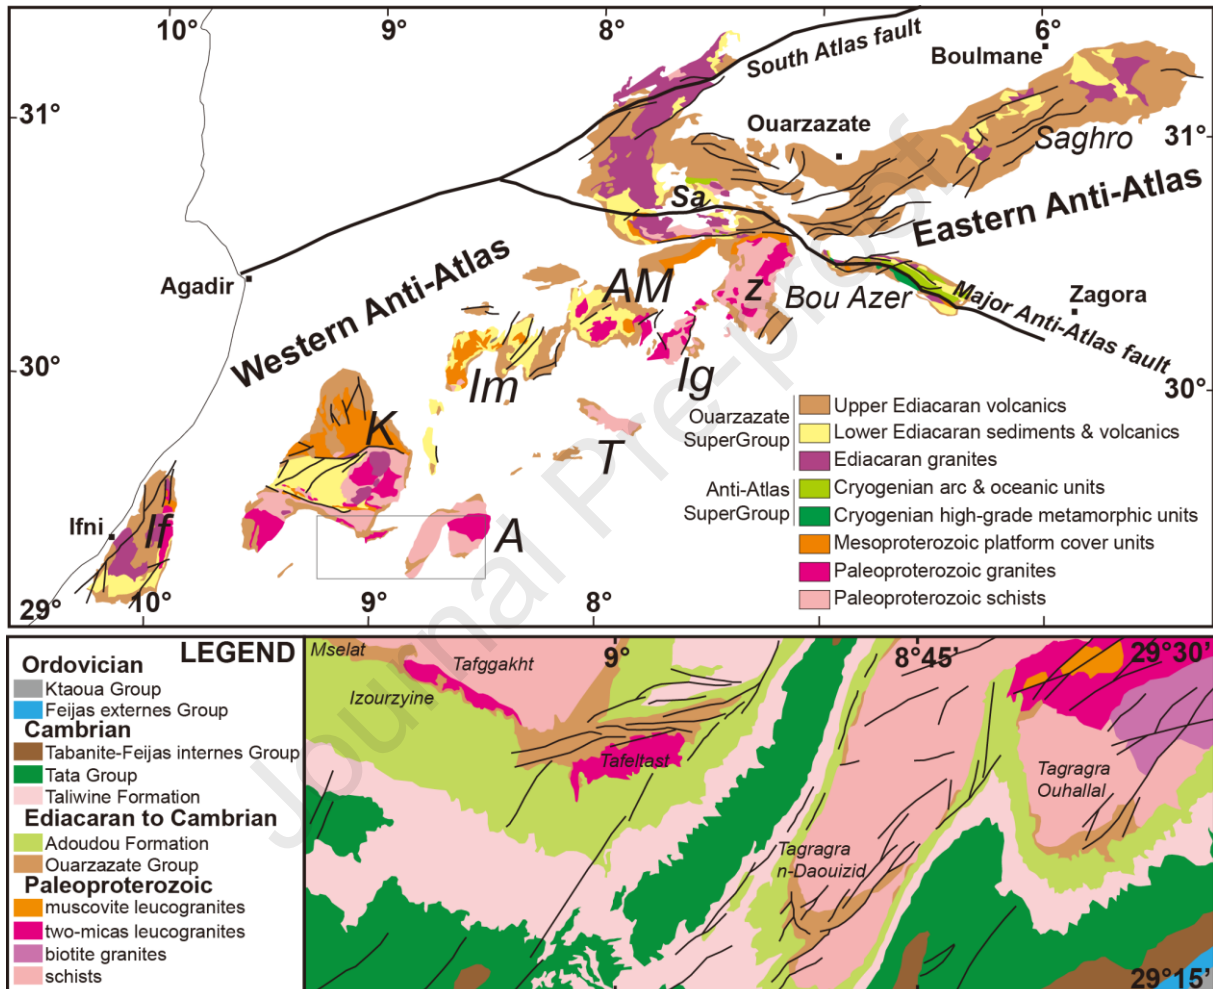 10°
9°
8°
6°
South Atlas fault
Boulmane
31°
Ouarzazate
31°
Saghro
Sa
Eastern Anti-Atlas
Western Anti-Atlas
Agadir
AM
z
Bou Azer
Major Anti-Atlas fault
Zagora
30°
Im
Ig
30°
K
T
Ouarzazate
SuperGroup
Upper Ediacaran volcanics
Lower Ediacaran sediments & volcanics
Ediacaran granites
Anti-Atlas
SuperGroup
Cryogenian arc & oceanic units
Cryogenian high-grade metamorphic units
Mesoproterozoic platform cover units
Paleoproterozoic granites
Paleoproterozoic schists
Ifni
If
A
29°
10°
9°
8°
Journal Pre-proof
LEGEND
Ordovician
Ktaoua Group
Feijas externes Group
Cambrian
Tabanite-Feijas internes Group
Tata Group
Taliwine Formation
Ediacaran to Cambrian
Adoudou Formation
Ouarzazate Group
Paleoproterozoic
muscovite leucogranites
two-micas leucogranites
biotite granites
schists
Mselat
Tafggakht
9°
8°45'
29°30'
Izourzyine
Tafeltast
Tagragra
Ouhallal
Tagragra
n-Daouizid
29°15'